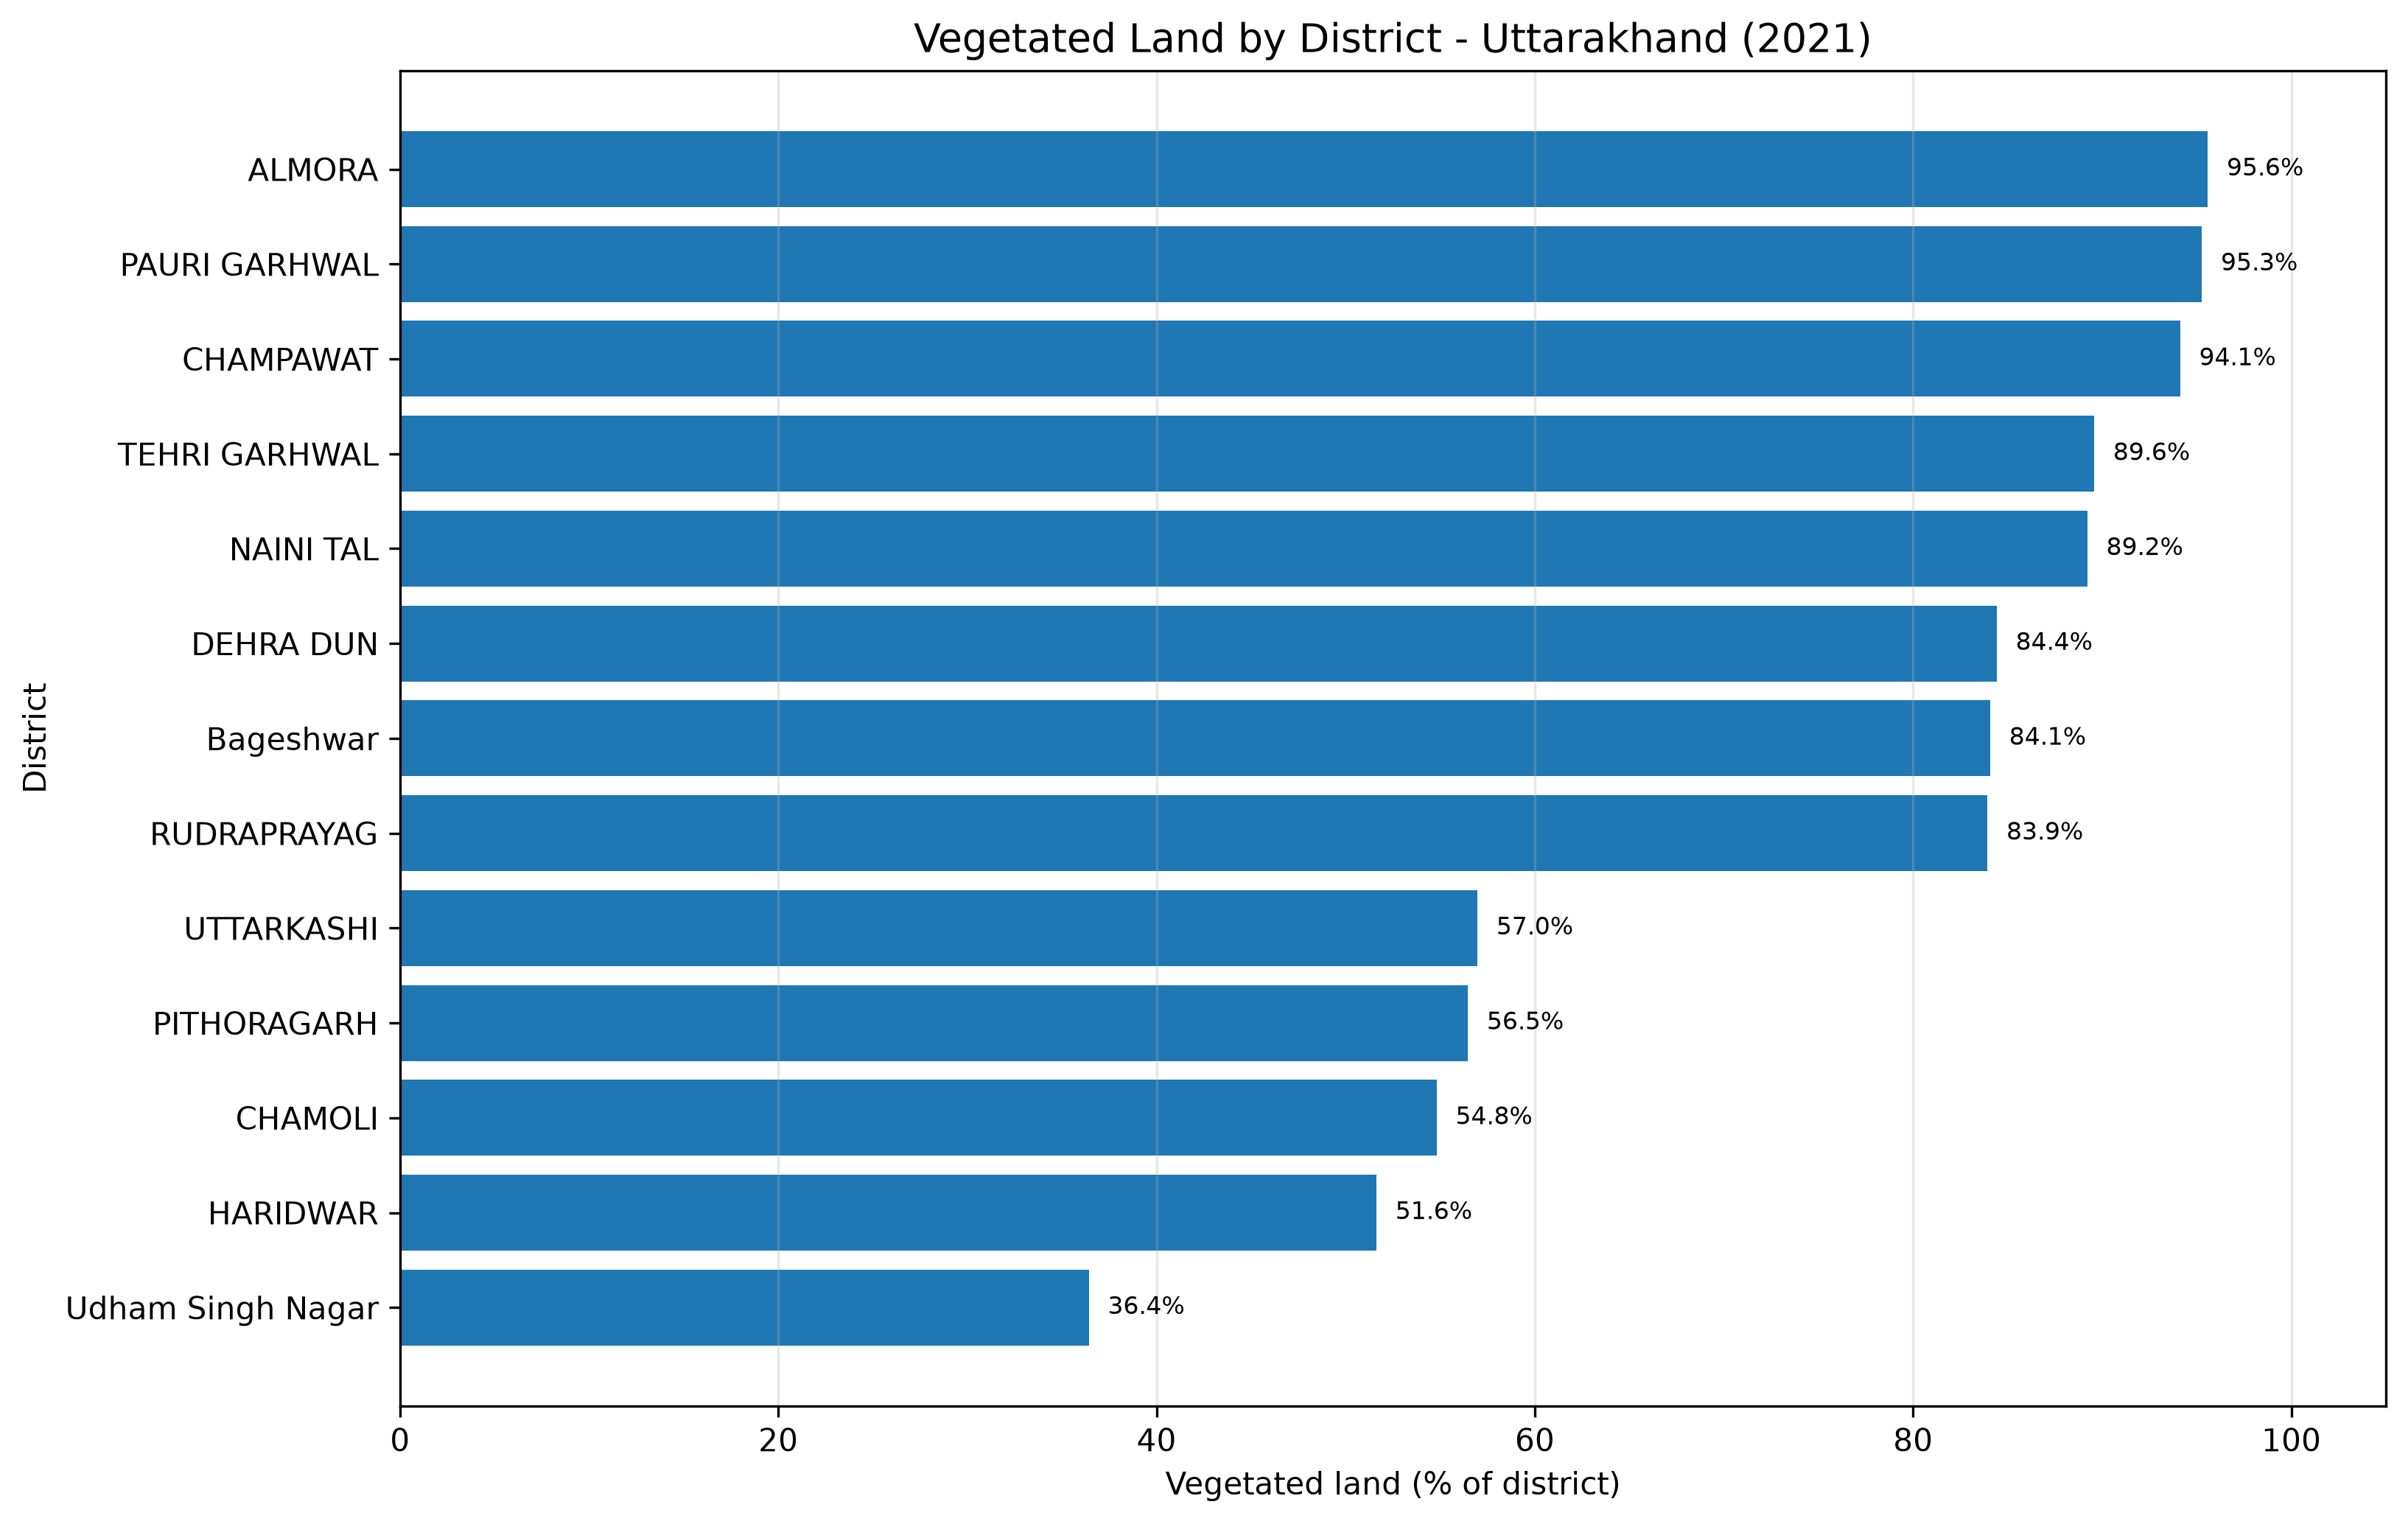 Vegetated Land by District - Uttarakhand (2021)
District
ALMORA 95.6%
PAURI GARHWAL 95.3%
CHAMPAWAT 94.1%
TEHRI GARHWAL 89.6%
NAINI TAL 89.2%
DEHRA DUN 84.4%
Bageshwar 84.1%
RUDRAPRAYAG 83.9%
UTTARKASHI 57.0%
PITHORAGARH 56.5%
CHAMOLI 54.8%
HARIDWAR 51.6%
Udham Singh Nagar 36.4%
0 20 40 60 80 100
Vegetated land (% of district)